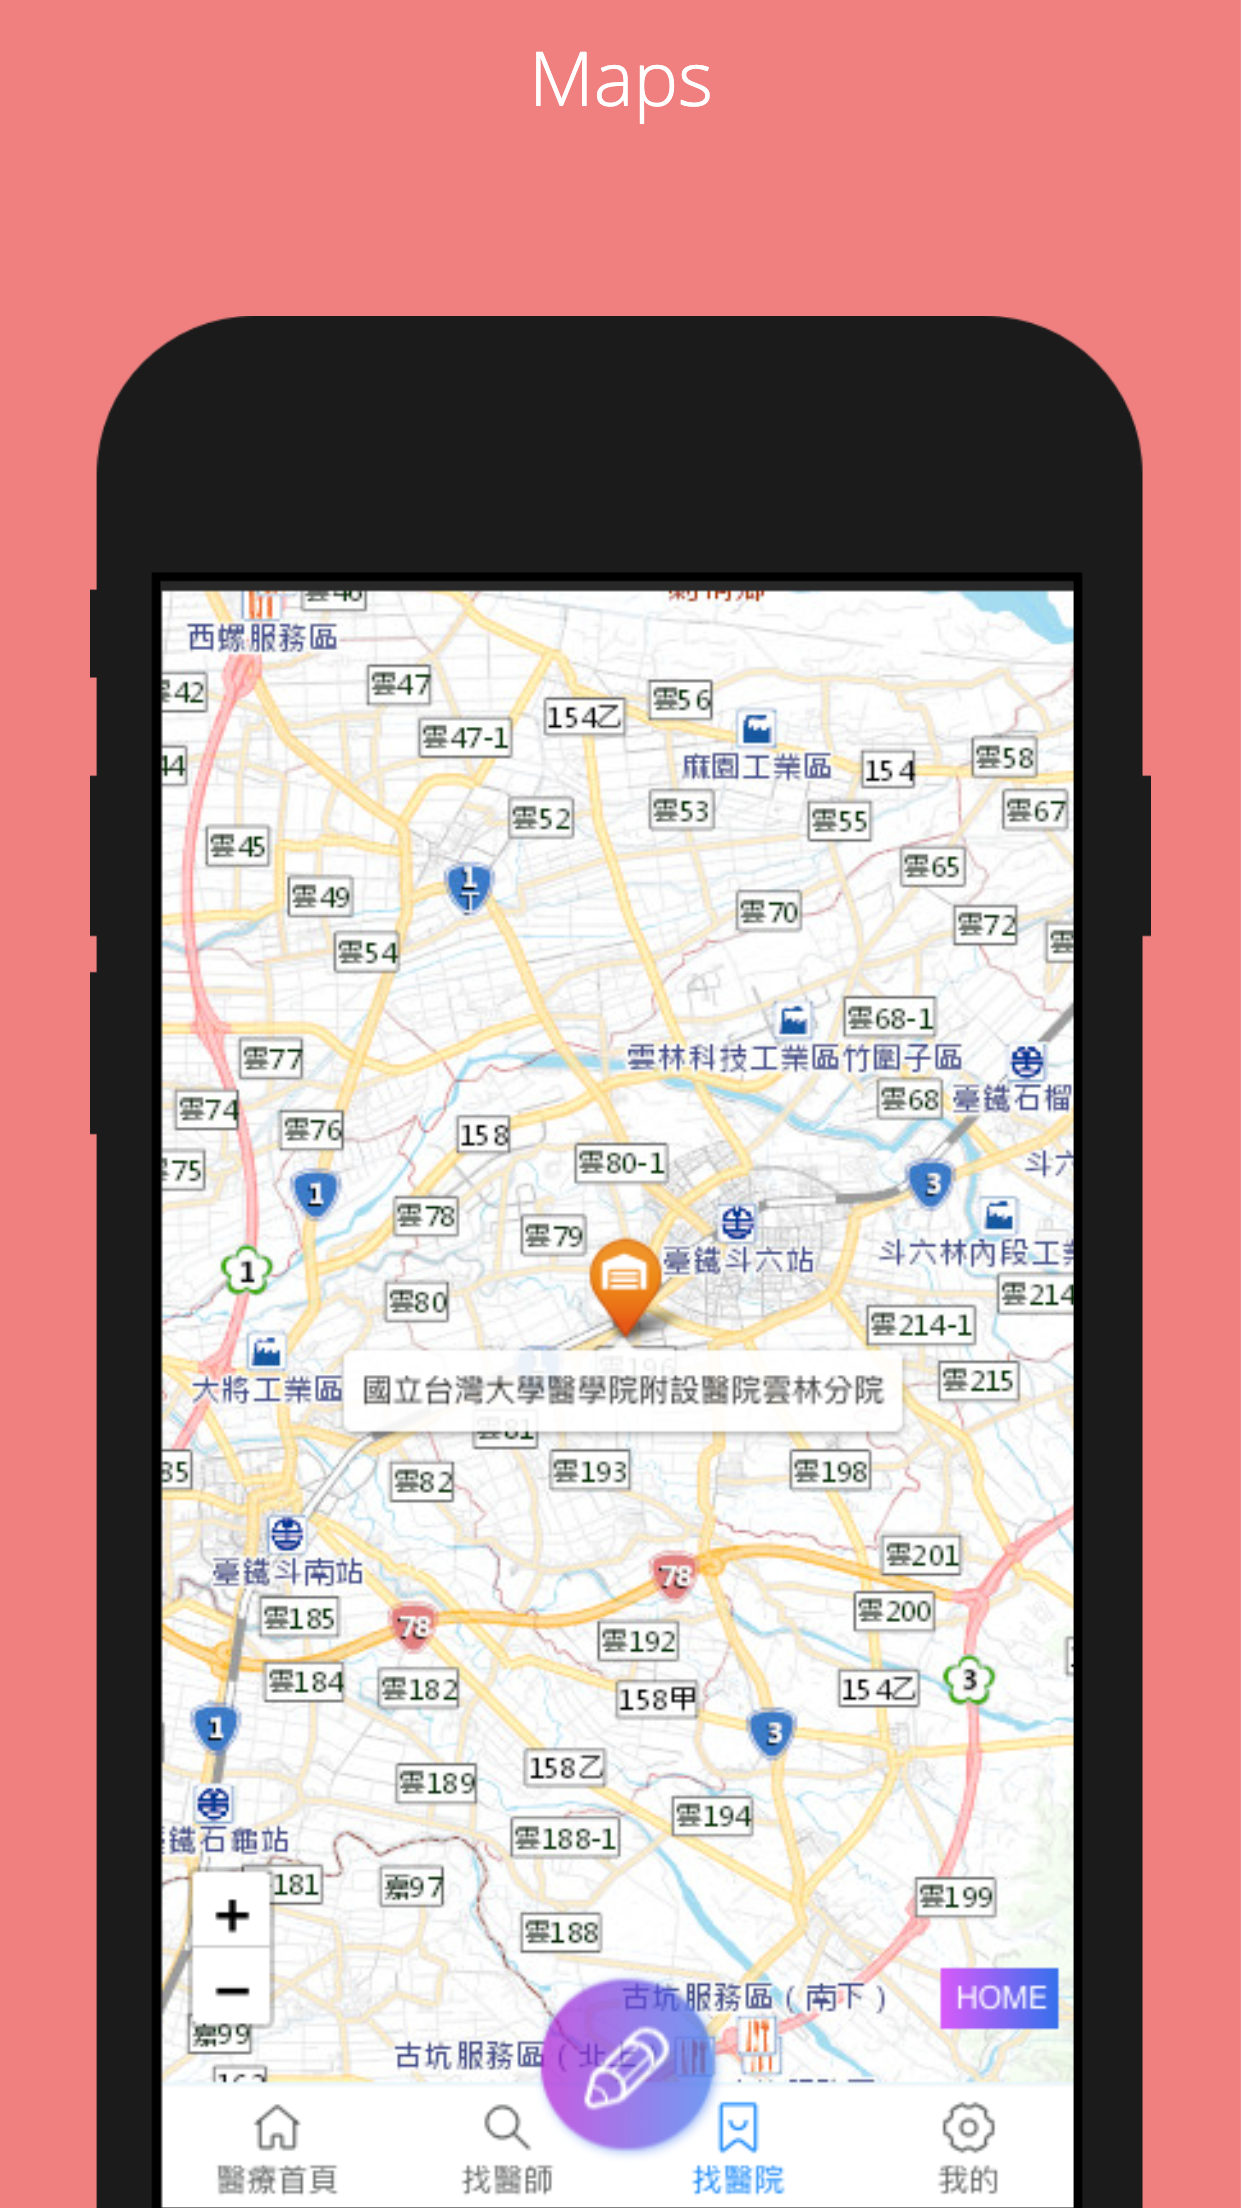 Maps
西螺服務區
雲47
雲56
154乙
雲47-1
麻園工業區
154
雲58
雲52
雲53
雲55
雲67
雲45
雲65
1
雲49
雲70
雲72
雲54
雲68-1
雲77
雲林科技工業區竹圍子區
雲74
雲76
雲68
臺鐵石榴
158
雲80-1
1
3
雲78
雲79
臺鐵斗六站
斗六林內段工業
1
雲80
雲214
雲214-1
大將工業區
國立台灣大學醫學院附設醫院雲林分院
雲215
雲81
雲82
雲193
雲198
臺鐵斗南站
雲201
78
雲185
78
雲192
雲200
雲184
雲182
158甲
154乙
3
1
3
158乙
雲189
雲194
雲188-1
鐵石龜站
181
嘉97
雲199
+
雲188
−
古坑服務區(南下)
HOME
嘉99
古坑服務區(北上
醫療首頁
找醫師
找醫院
我的